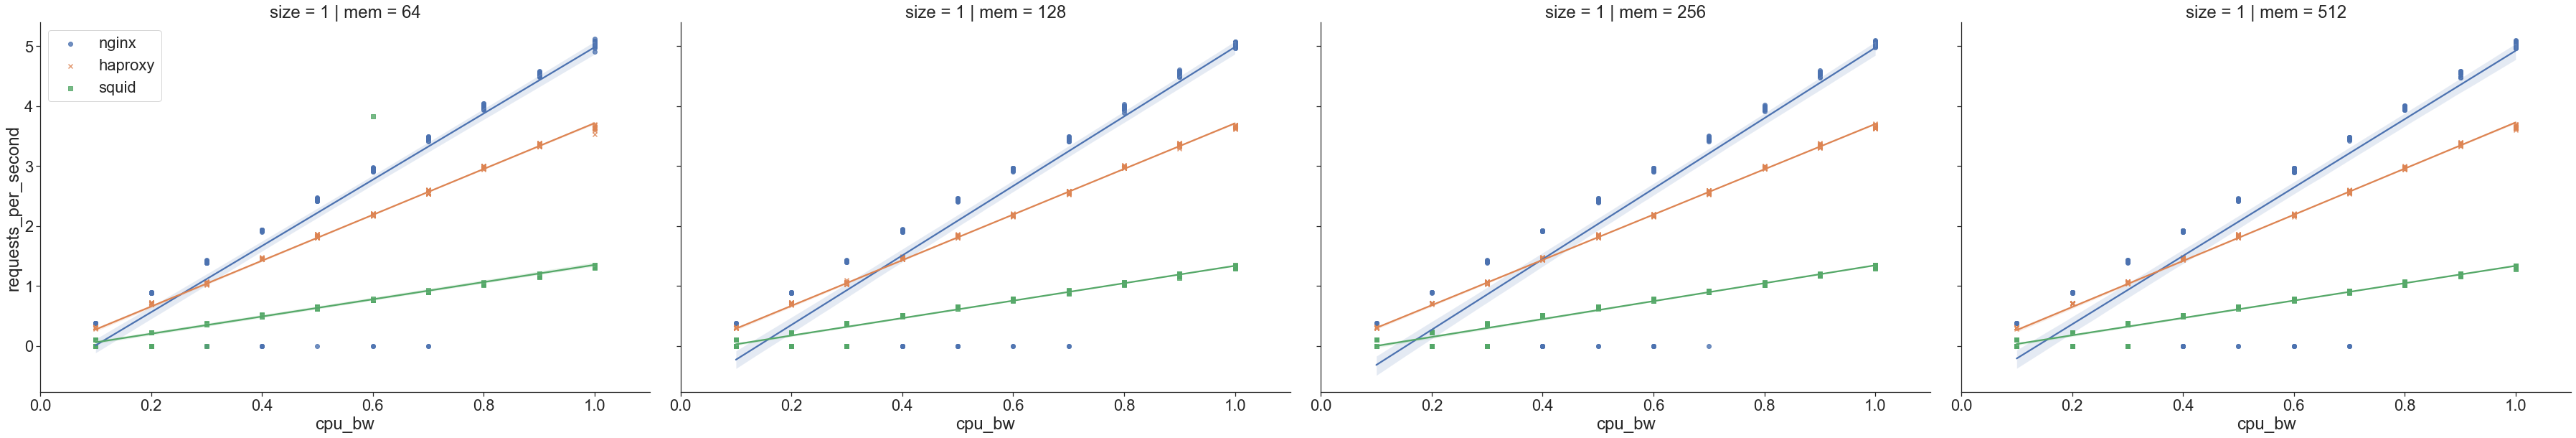 size = 1 | mem = 64
size = 1 | mem = 128
size = 1 | mem = 256
size = 1 | mem = 512
nginx
haproxy
squid
requests_per_second
5
4
3
2
1
0
0.0 0.2 0.4 0.6 0.8 1.0
0.0 0.2 0.4 0.6 0.8 1.0
0.0 0.2 0.4 0.6 0.8 1.0
0.0 0.2 0.4 0.6 0.8 1.0
cpu_bw
cpu_bw
cpu_bw
cpu_bw